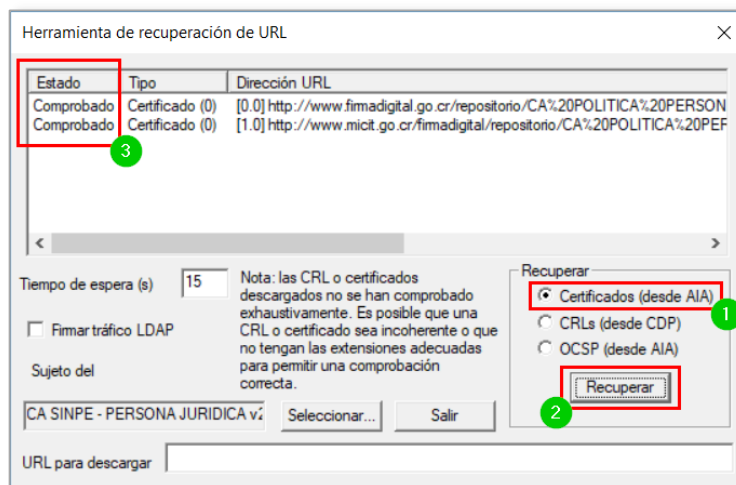 Herramienta de recuperación de URL
Estado Tipo Dirección URL
Comprobado Certificado (0) [0.0] http://www.firmadigital.go.cr/repositorio/CA%20POLITICA%20PERSON
Comprobado Certificado (0) [1.0] http://www.micit.go.cr/firmadigital/repositorio/CA%20POLITICA%20PER
3
Tiempo de espera (s) 15
Firmar tráfico LDAP
Sujeto del
Nota: las CRL o certificados
descargados no se han comprobado
exhaustivamente. Es posible que una
CRL o certificado sea incoherente o que
no tengan las extensiones adecuadas
para permitir una comprobación
correcta.
Recuperar
Certificados (desde AIA)
1
CRLs (desde CDP)
OCSP (desde AIA)
Recuperar
2
CA SINPE - PERSONA JURIDICA v2 Seleccionar... Salir
URL para descargar